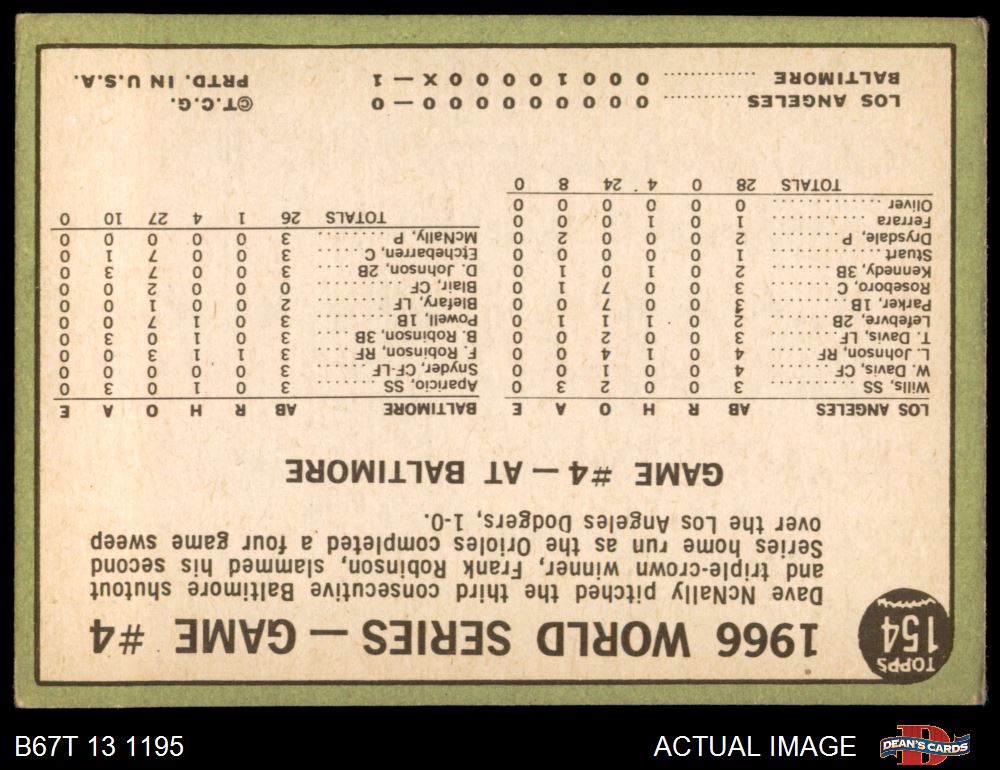 TOPPS
154
1966 WORLD SERIES — GAME #4
Dave NcNally pitched the third consecutive Baltimore shutout
and triple-crown winner, Frank Robinson, slammed his second
Series home run as the Orioles completed a four game sweep
over the Los Angeles Dodgers, 1-0.
GAME #4 — AT BALTIMORE
LOS ANGELES AB R H O A E
Wills, SS 3 0 0 2 3 0
W. Davis, CF 4 0 0 1 0 0
L. Johnson, RF 4 0 1 4 0 0
T. Davis, LF 3 0 0 2 0 0
Lefebvre, 2B 2 0 1 1 1 0
Parker, 1B 3 0 0 7 0 0
Roseboro, C 3 0 0 7 1 0
Kennedy, 3B 2 0 1 0 1 0
Stuart 1 0 0 0 0 0
Drysdale, P 2 0 0 0 2 0
Ferrara 1 0 1 0 0 0
Oliver 0 0 0 0 0 0
TOTALS 28 0 4 24 8 0
BALTIMORE AB R H O A E
Aparicio, SS 3 0 1 0 3 0
Snyder, CF-LF 3 0 0 0 0 0
F. Robinson, RF 3 1 1 3 0 0
B. Robinson, 3B 3 0 1 0 3 0
Powell, 1B 3 0 1 7 0 0
Blefary, LF 2 0 0 1 0 0
Blair, CF 0 0 0 2 0 0
D. Johnson, 2B 3 0 0 7 3 0
Etchebarren, C 3 0 0 7 1 0
McNally, P 3 0 0 0 0 0
TOTALS 26 1 4 27 10 0
LOS ANGELES 0 0 0 0 0 0 0 0 0 — 0
BALTIMORE 0 0 0 1 0 0 0 0 X — 1
©T.C.G.
PRTD. IN U.S.A.
B67T 13 1195
ACTUAL IMAGE
DEAN'S CARDS